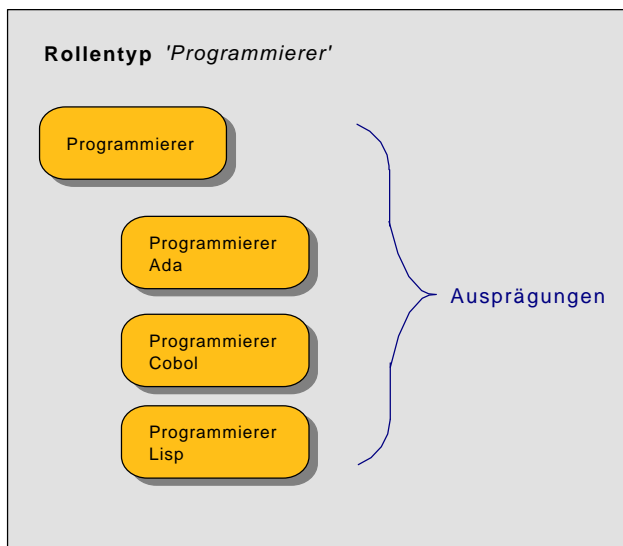 Rollentyp 'Programmierer'
Programmierer
Programmierer
Ada
Programmierer
Cobol
Programmierer
Lisp
Ausprägungen